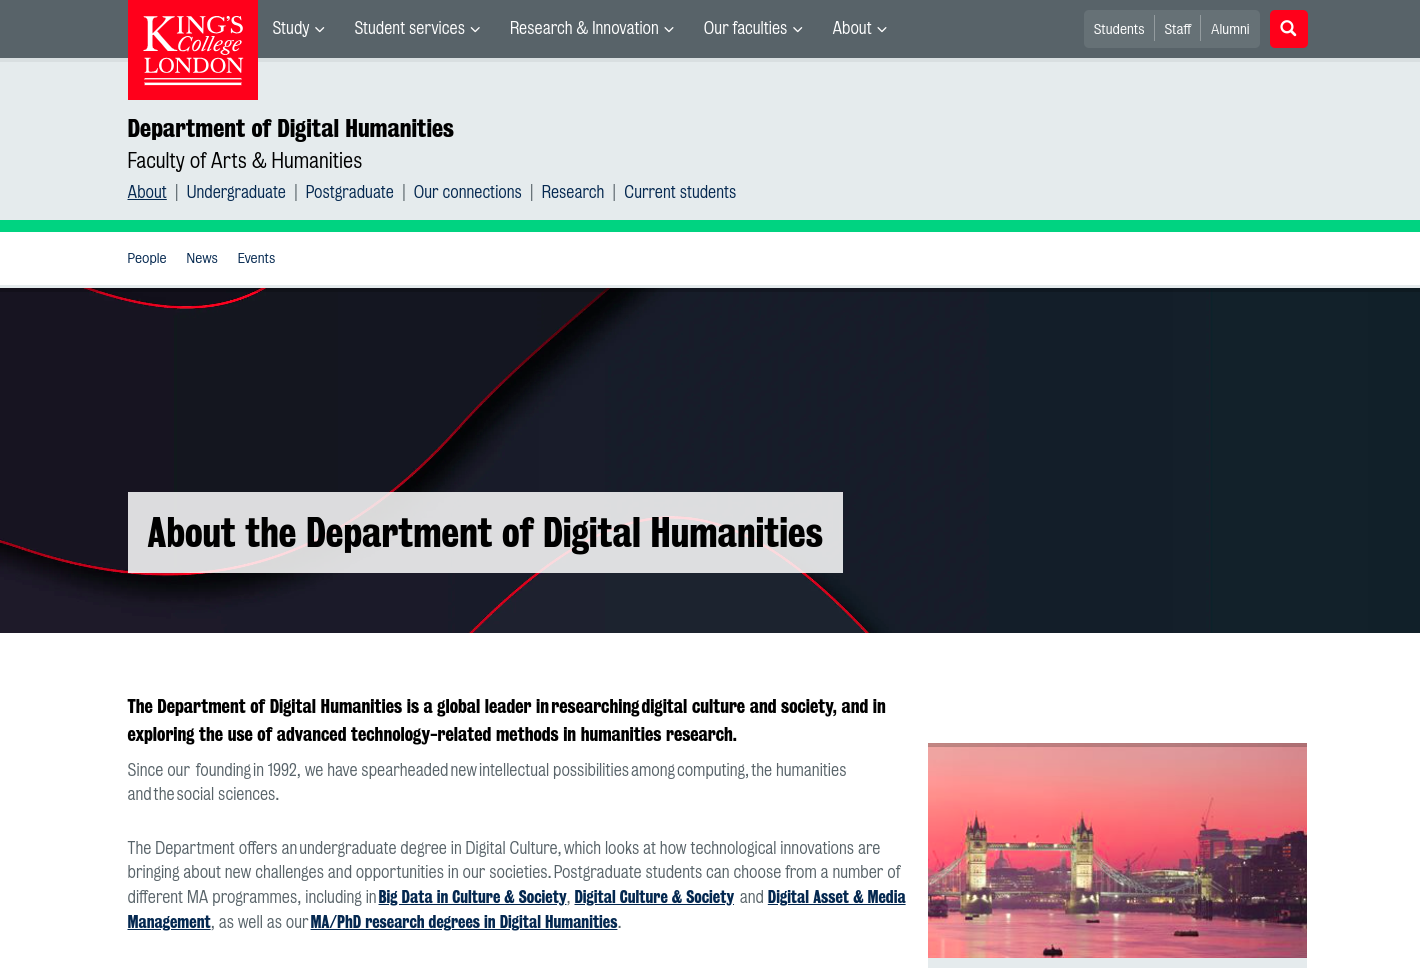 KING'S
College
LONDON
Study
Student services
Research & Innovation
Our faculties
About
Students
Staff
Alumni
Department of Digital Humanities
Faculty of Arts & Humanities
About | Undergraduate | Postgraduate | Our connections | Research | Current students
People
News
Events
About the Department of Digital Humanities
The Department of Digital Humanities is a global leader in researching digital culture and society, and in
exploring the use of advanced technology-related methods in humanities research.
Since our founding in 1992, we have spearheaded new intellectual possibilities among computing, the humanities
and the social sciences.
The Department offers an undergraduate degree in Digital Culture, which looks at how technological innovations are
bringing about new challenges and opportunities in our societies. Postgraduate students can choose from a number of
different MA programmes, including in Big Data in Culture & Society, Digital Culture & Society and Digital Asset & Media
Management, as well as our MA/PhD research degrees in Digital Humanities.